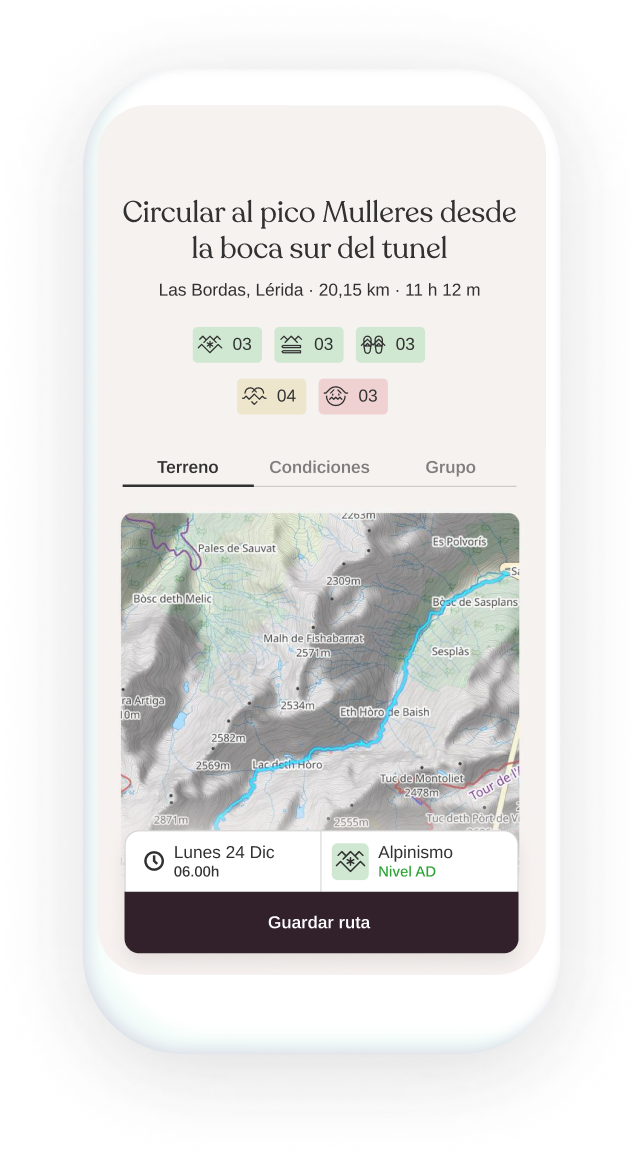 Circular al pico Mulleres desde
la boca sur del tunel
Las Bordas, Lérida · 20,15 km · 11 h 12 m
03 03 03
04 03
Terreno Condiciones Grupo
2263m
Es Polvorís
Pales de Sauvat
Sa
2309m
Bòsc deth Melic
Bòsc de Sasplans
Malh de Fishabarrat
2571m
Sesplàs
ra Artiga
10m
2534m
Eth Hòro de Baish
2582m
2569m
Lac deth Hòro
Tuc de Montoliet
2478m
Tour de l'A
2871m
2555m
Tuc deth Pòrt de Vi
Lunes 24 Dic
06.00h
Alpinismo
Nivel AD
Guardar ruta